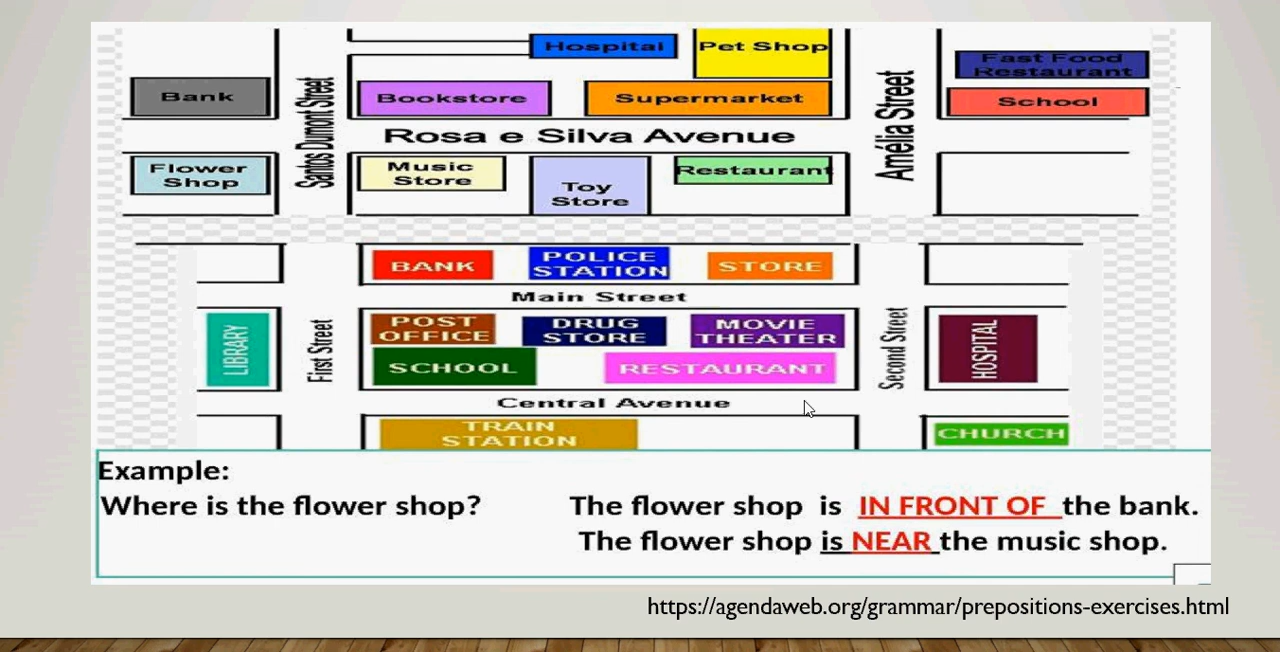 Hospital
Pet Shop
Fast Food
Restaurant
Bank
Bookstore
Supermarket
School
Santos Dumont Street
Rosa e Silva Avenue
Amélia Street
Flower
Shop
Music
Store
Toy
Store
Restaurant
BANK
POLICE
STATION
STORE
Main Street
LIBRARY
First Street
POST
OFFICE
DRUG
STORE
MOVIE
THEATER
Second Street
HOSPITAL
SCHOOL
RESTAURANT
Central Avenue
TRAIN
STATION
CHURCH
Example:
Where is the flower shop? The flower shop is IN FRONT OF the bank.
The flower shop is NEAR the music shop.
https://agendaweb.org/grammar/prepositions-exercises.html